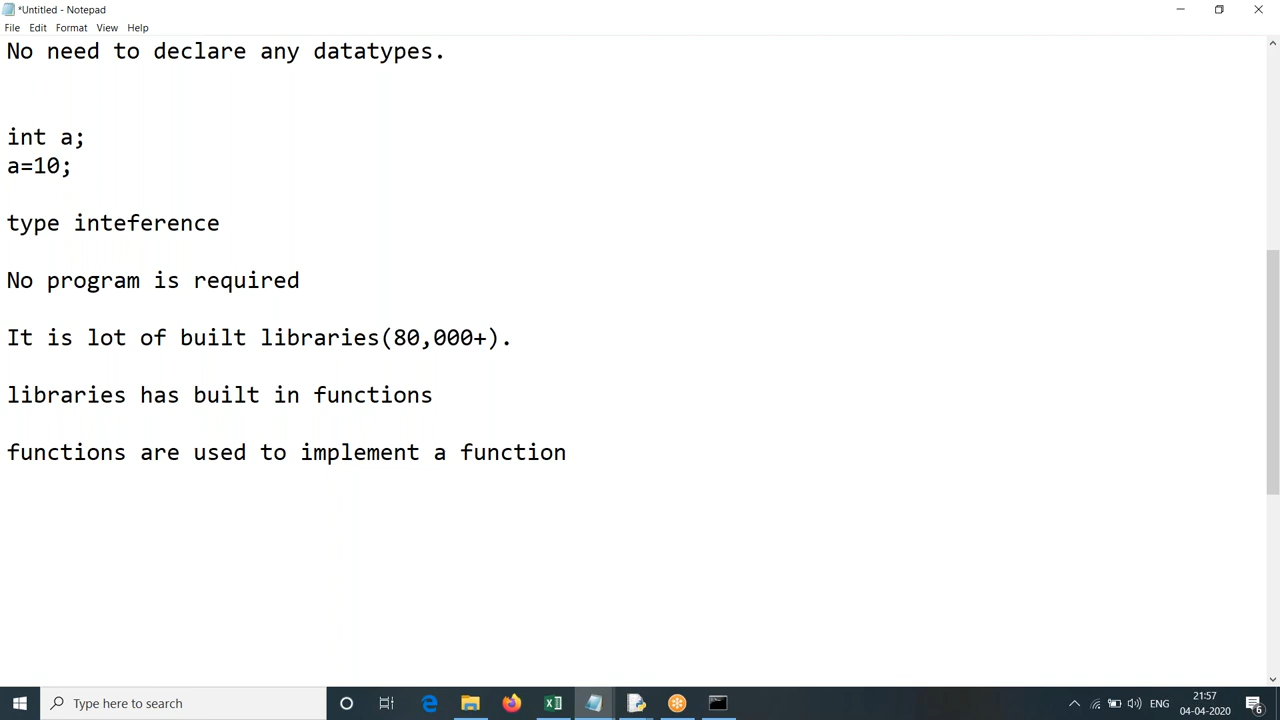 *Untitled - Notepad
File Edit Format View Help
No need to declare any datatypes.
int a;
a=10;
type inteference
No program is required
It is lot of built libraries(80,000+).
libraries has built in functions
functions are used to implement a function
Type here to search
ENG
21:57
04-04-2020
6